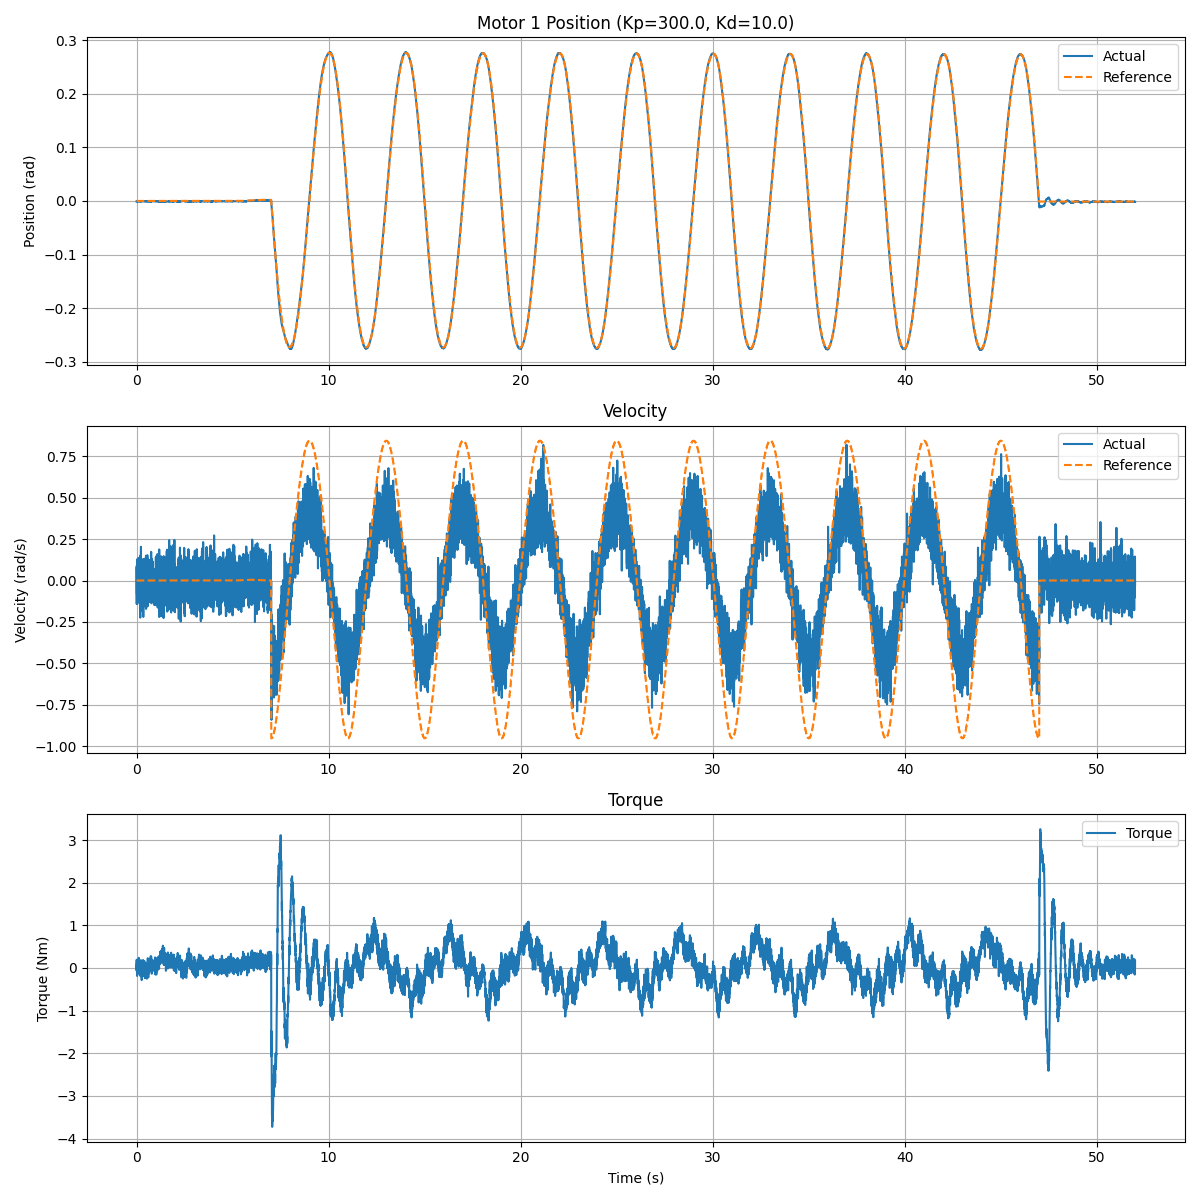 Motor 1 Position (Kp=300.0, Kd=10.0)
Position (rad)
0.3
0.2
0.1
0.0
−0.1
−0.2
−0.3
Actual
Reference
0 10 20 30 40 50
Velocity
Velocity (rad/s)
0.75
0.50
0.25
0.00
−0.25
−0.50
−0.75
−1.00
Actual
Reference
0 10 20 30 40 50
Torque
Torque (Nm)
3
2
1
0
−1
−2
−3
−4
Torque
0 10 20 30 40 50
Time (s)